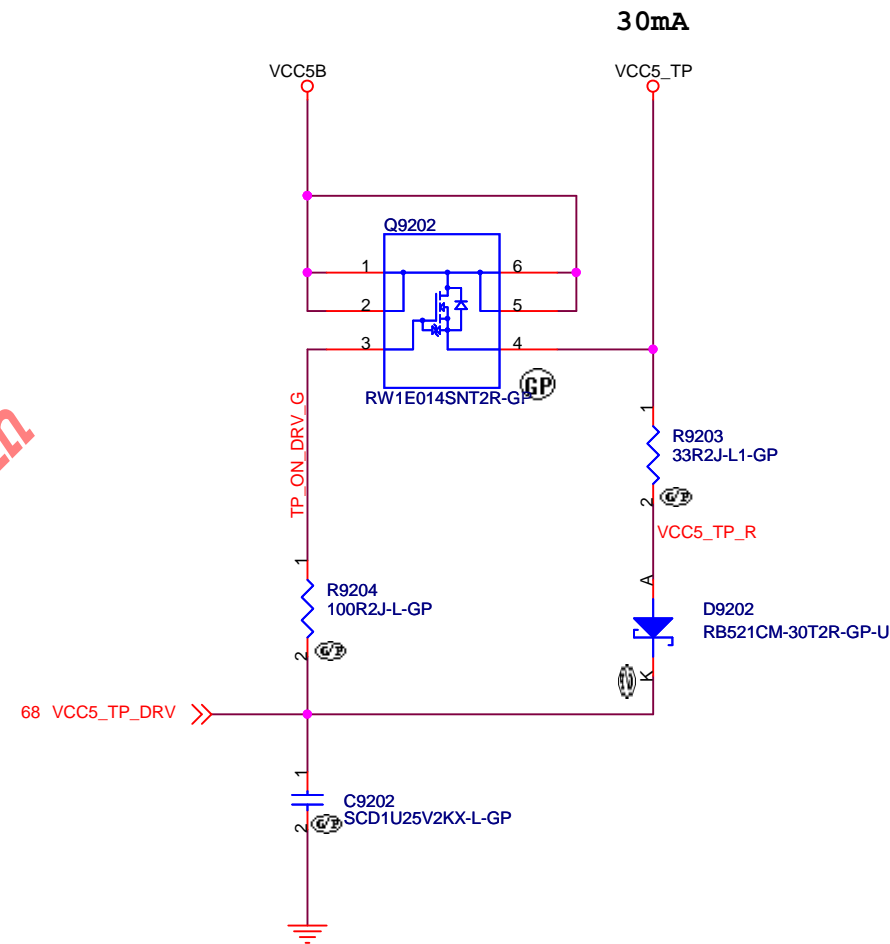 30mA
VCC5B
VCC5_TP
Q9202
1
6
2
5
3
4
GP
RW1E014SNT2R-GP
TP_ON_DRV_G
1
R9203
33R2J-L1-GP
2
G/P
VCC5_TP_R
1
A
R9204
100R2J-L-GP
D9202
RB521CM-30T2R-GP-U
2
G/P
K
68 VCC5_TP_DRV
1
C9202
SCD1U25V2KX-L-GP
2
G/P